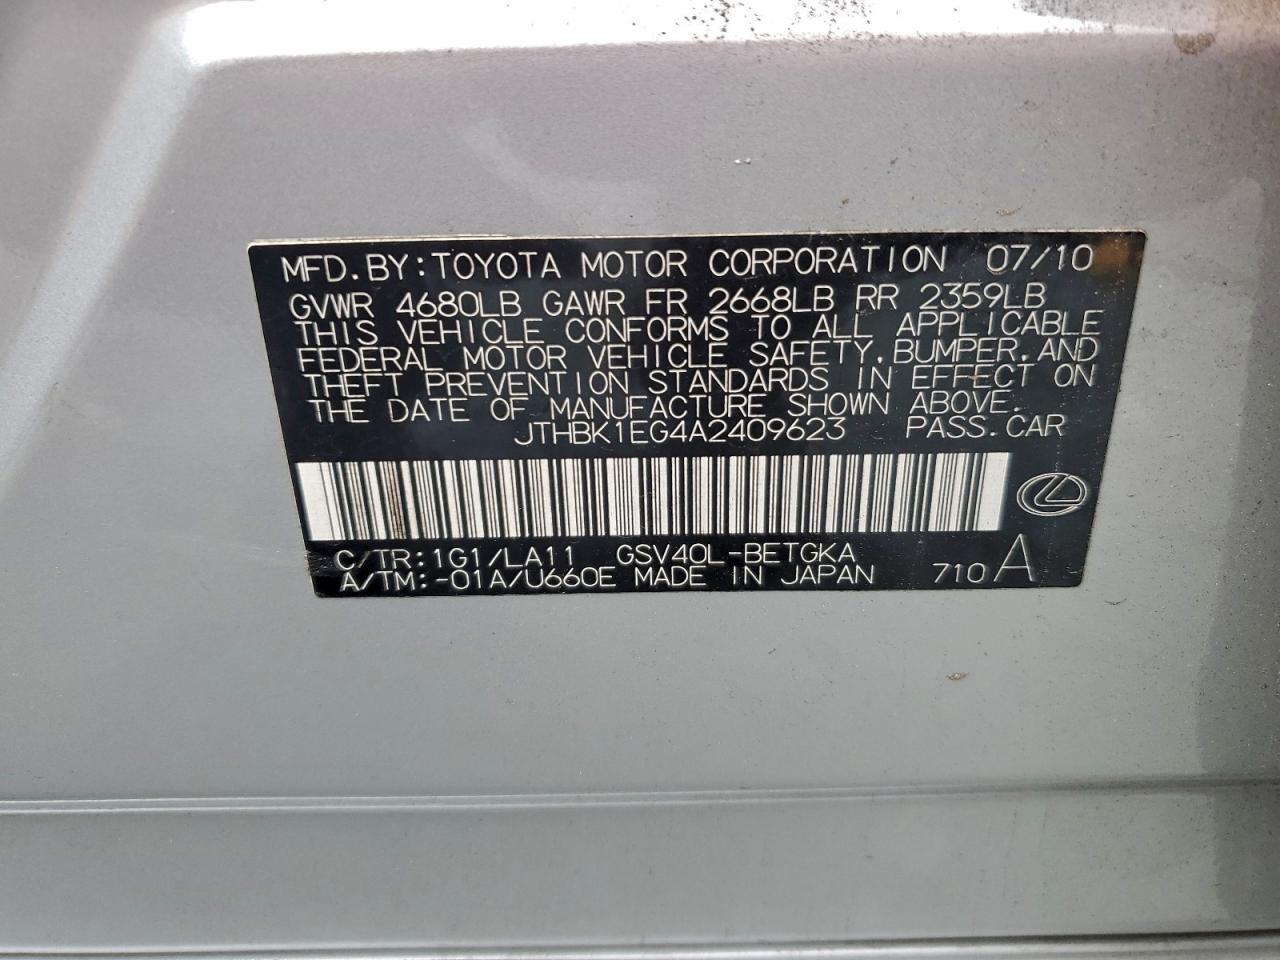 MFD.BY:TOYOTA MOTOR CORPORATION 07/10
GVWR 4680LB GAWR FR 2668LB RR 2359LB
THIS VEHICLE CONFORMS TO ALL APPLICABLE
FEDERAL MOTOR VEHICLE SAFETY, BUMPER, AND
THEFT PREVENTION STANDARDS IN EFFECT ON
THE DATE OF MANUFACTURE SHOWN ABOVE.
JTHBK1EG4A2409623 PASS.CAR
C/TR:1G1/LA11 GSV40L-BETGKA
A/TM:-01A/U660E MADE IN JAPAN 710 A